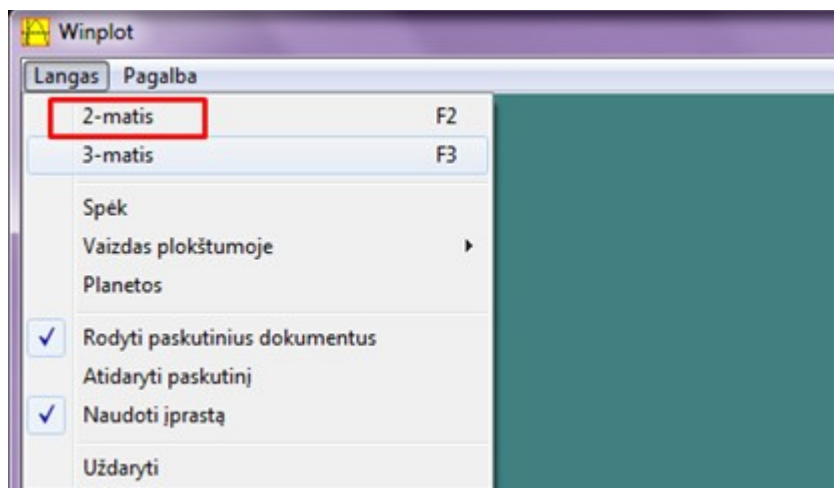 Winplot
Langas Pagalba
2-matis F2
3-matis F3
Spėk
Vaizdas plokštumoje
Planetos
Rodyti paskutinius dokumentus
Atidaryti paskutinį
Naudoti įprastą
Uždaryti